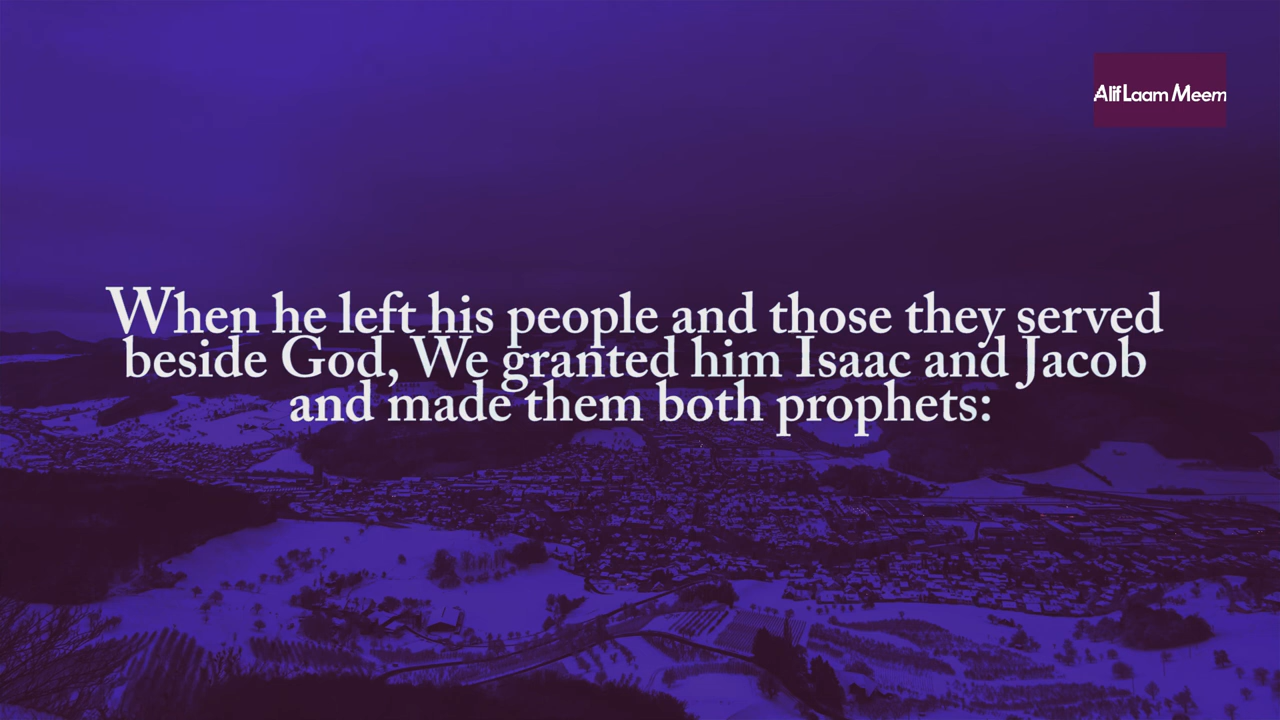 Alif Laam Meem
When he left his people and those they served
beside God, We granted him Isaac and Jacob
and made them both prophets: